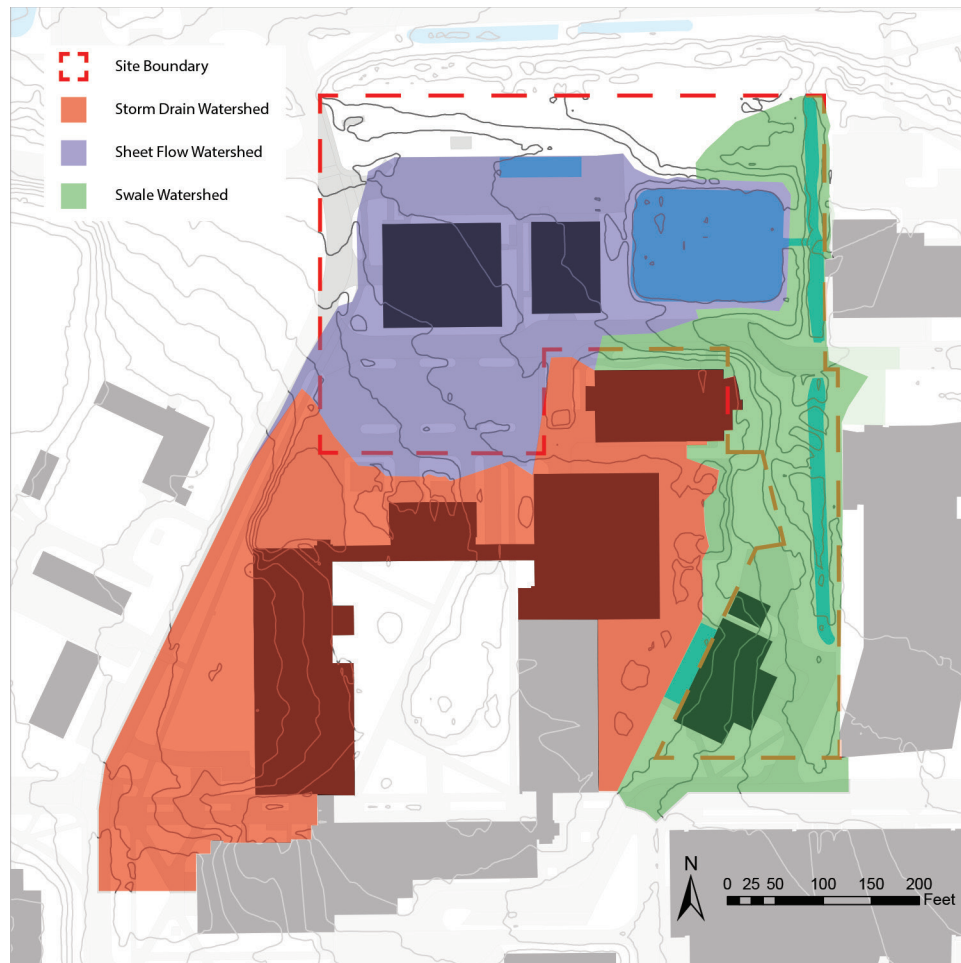 Site Boundary
Storm Drain Watershed
Sheet Flow Watershed
Swale Watershed
N
0 25 50 100 150 200
Feet